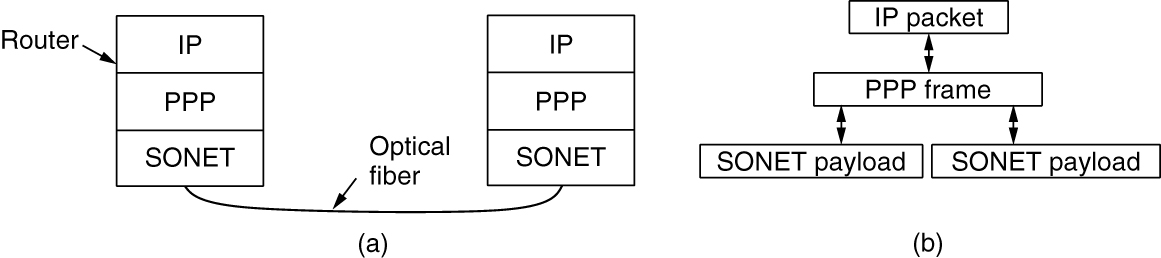 Router
IP
PPP
SONET
Optical
fiber
IP
PPP
SONET
(a)
IP packet
PPP frame
SONET payload
SONET payload
(b)